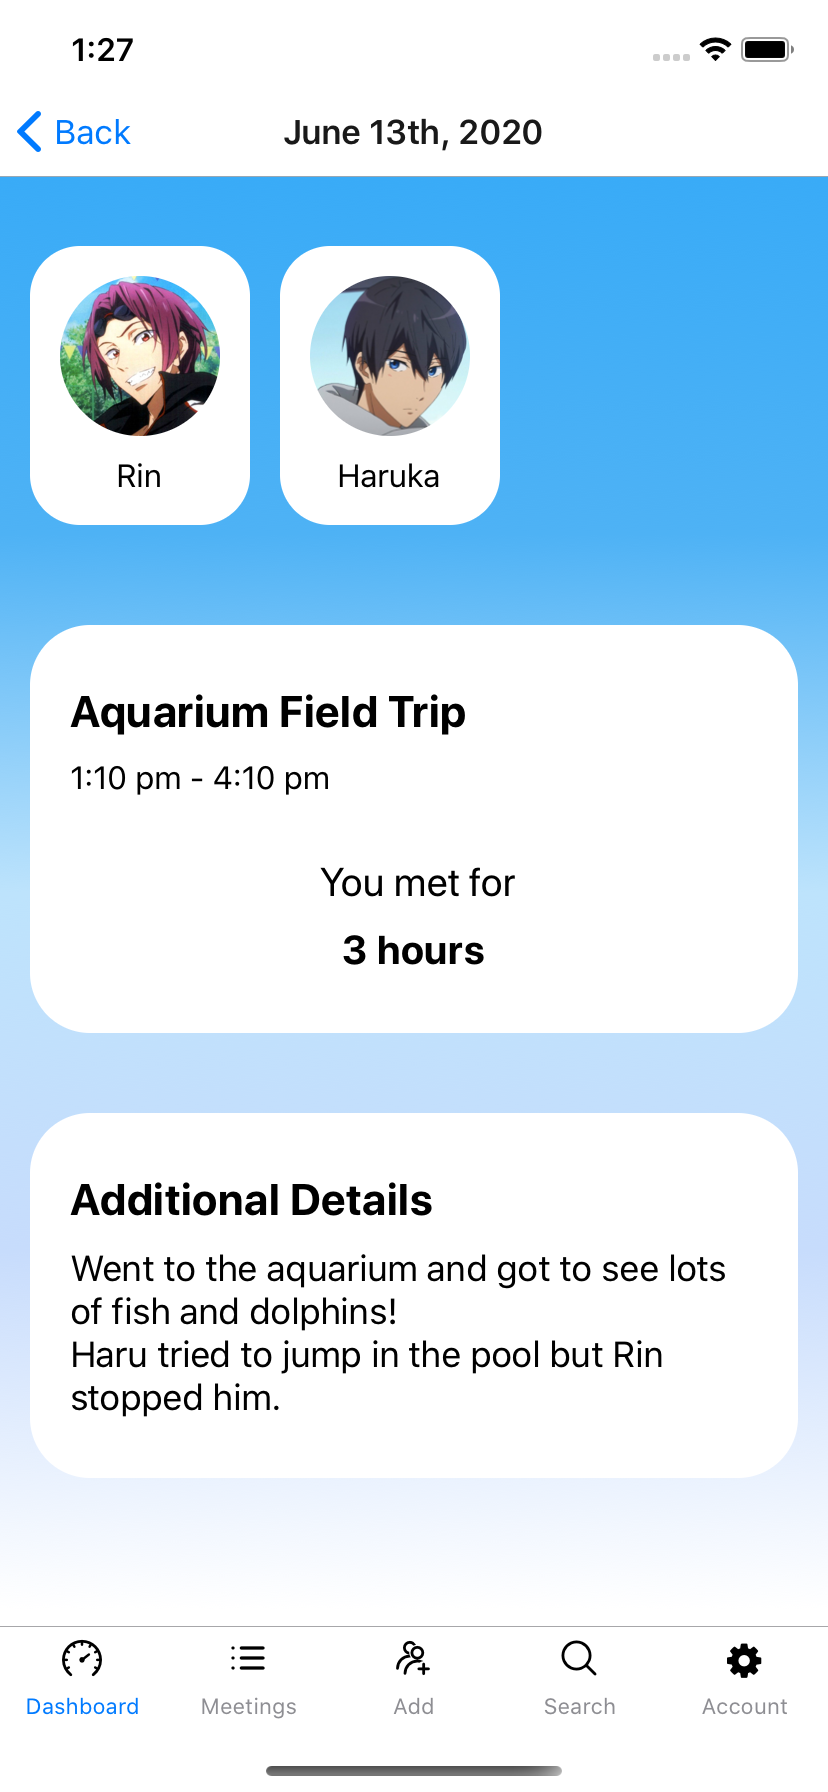 1:27
Back
June 13th, 2020
Rin
Haruka
Aquarium Field Trip
1:10 pm - 4:10 pm
You met for
3 hours
Additional Details
Went to the aquarium and got to see lots
of fish and dolphins!
Haru tried to jump in the pool but Rin
stopped him.
Dashboard
Meetings
Add
Search
Account